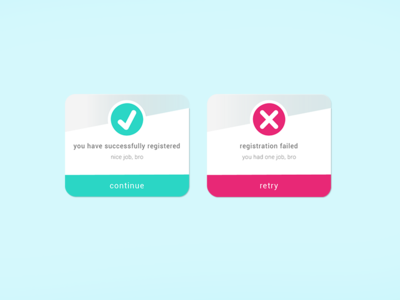 you have successfully registered
nice job, bro
continue
registration failed
you had one job, bro
retry